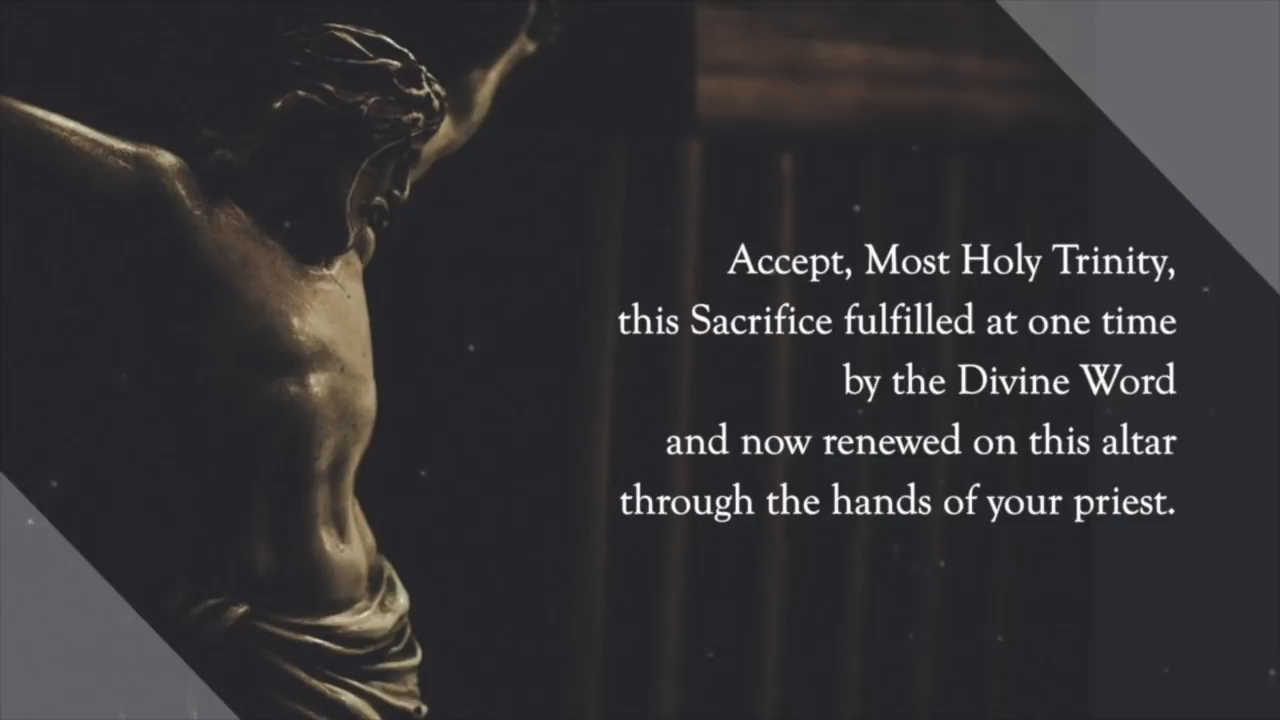 Accept, Most Holy Trinity,
this Sacrifice fulfilled at one time
by the Divine Word
and now renewed on this altar
through the hands of your priest.